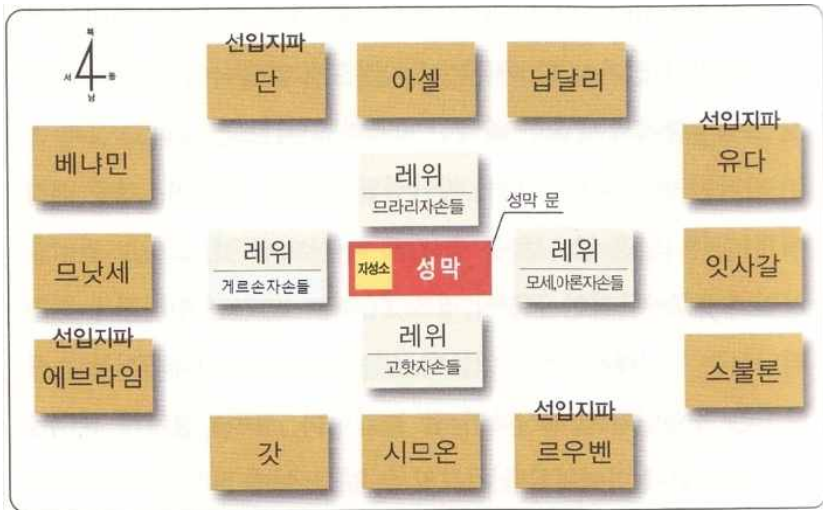 북
서 동
남
선입지파
단
아셀
납달리
베냐민
선입지파
유다
레위
므라리자손들
성막 문
므낫세
레위
게르손자손들
지성소
성막
레위
모세,아론자손들
잇사갈
선입지파
에브라임
레위
고핫자손들
스불론
갓
시므온
선입지파
르우벤